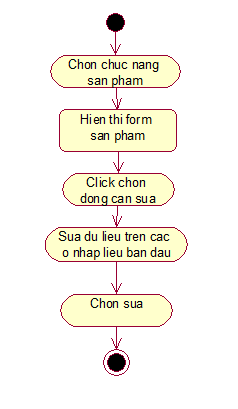 Chon chuc nang
san pham
Hien thi form
san pham
Click chon
dong can sua
Sua du lieu tren cac
o nhap lieu ban dau
Chon sua